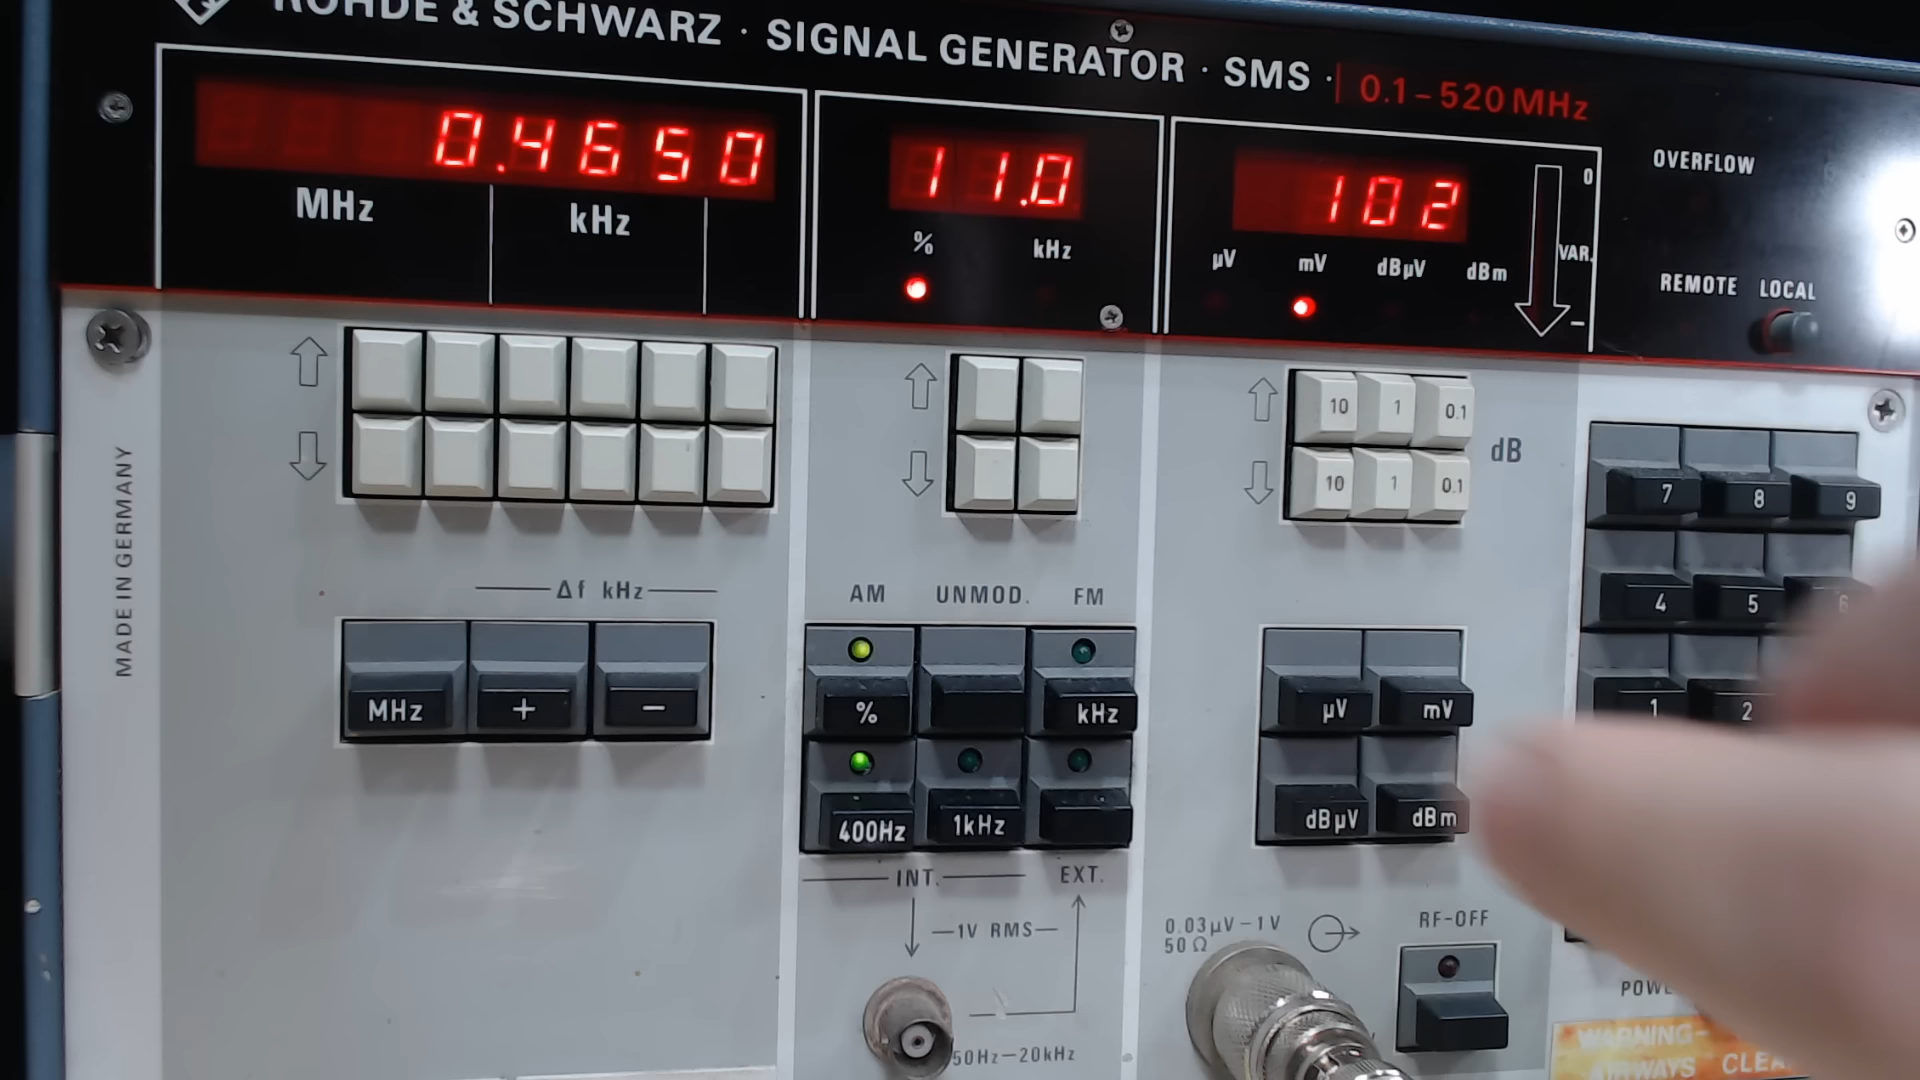 ROHDE & SCHWARZ · SIGNAL GENERATOR · SMS · 0.1 – 520 MHz
0.4650
MHz
kHz
11.0
%
kHz
102
µV
mV
dBµV
dBm
0
VAR.
–
OVERFLOW
REMOTE LOCAL
MADE IN GERMANY
10 1 0.1
10 1 0.1
dB
Δf kHz
MHz + –
AM UNMOD. FM
% kHz
400Hz 1kHz
INT. EXT.
1V RMS
50Hz–20kHz
µV mV
dBµV dBm
0.03µV–1V
50Ω
RF-OFF
7 8 9
4 5 6
1 2
WARNING-